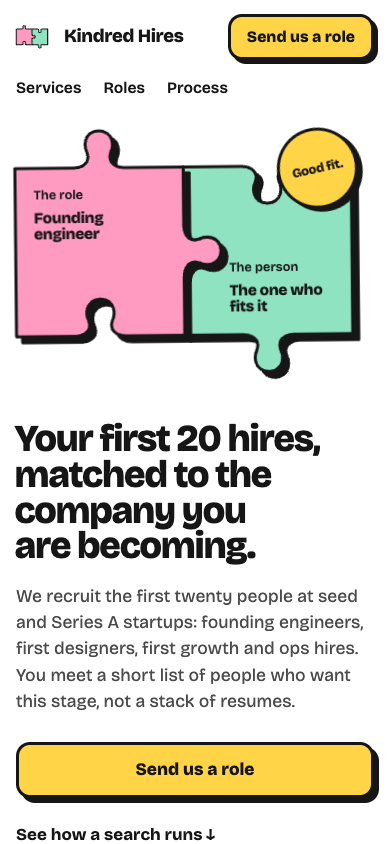 Kindred Hires
Send us a role
Services Roles Process
Good fit.
The role
Founding
engineer
The person
The one who
fits it
Your first 20 hires,
matched to the
company you
are becoming.
We recruit the first twenty people at seed
and Series A startups: founding engineers,
first designers, first growth and ops hires.
You meet a short list of people who want
this stage, not a stack of resumes.
Send us a role
See how a search runs ↓